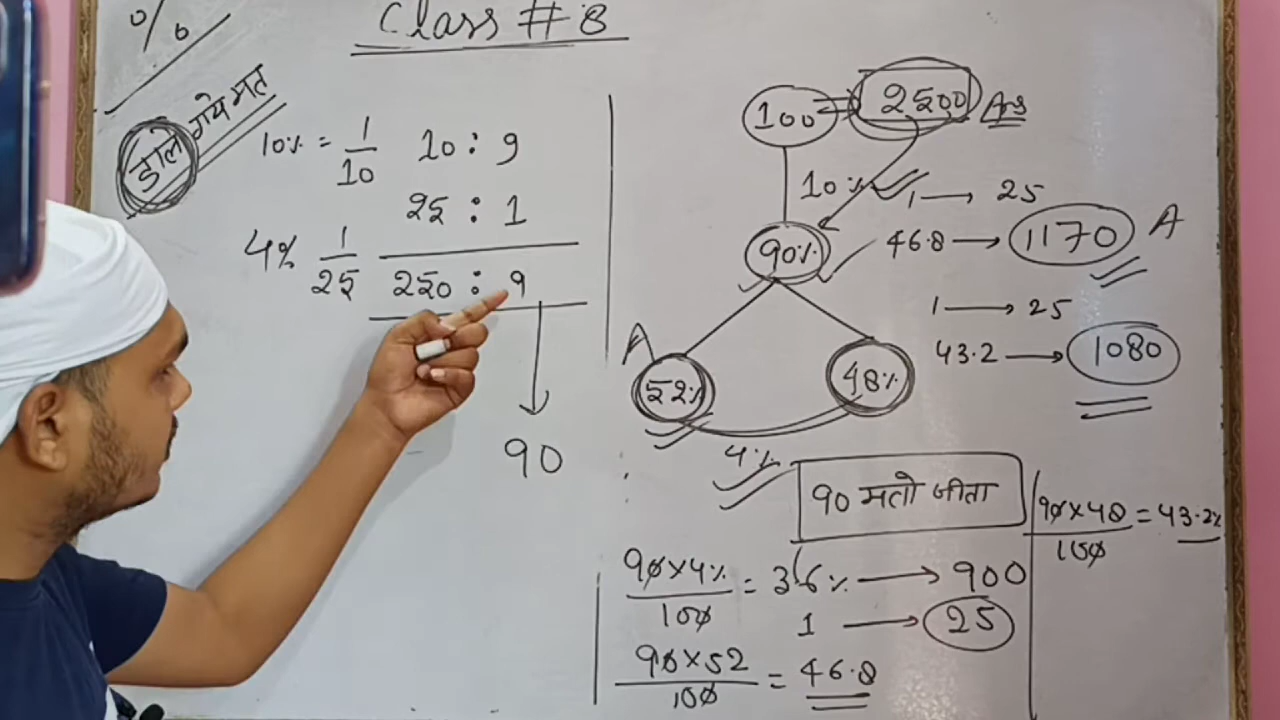 %
Class # 8
डाले गये मत
10% = 1/10 10 : 9
25 : 1
4% 1/25
250 : 9
90
100 ⇒ 2500 Ans
10%
1 → 25
90% 46.8 → 1170 A
1 → 25
43.2 → 1080
A
52% 48%
4%
90 मतो जीता
90×48/100 = 43.2%
90×4%/100 = 3.6% → 900
1 → 25
90×52/100 = 46.8